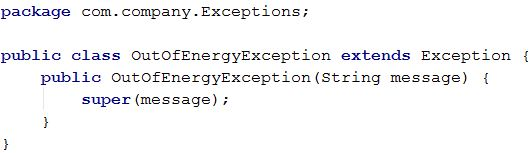 package com.company.Exceptions;

public class OutOfEnergyException extends Exception {
    public OutOfEnergyException(String message) {
        super(message);
    }
}